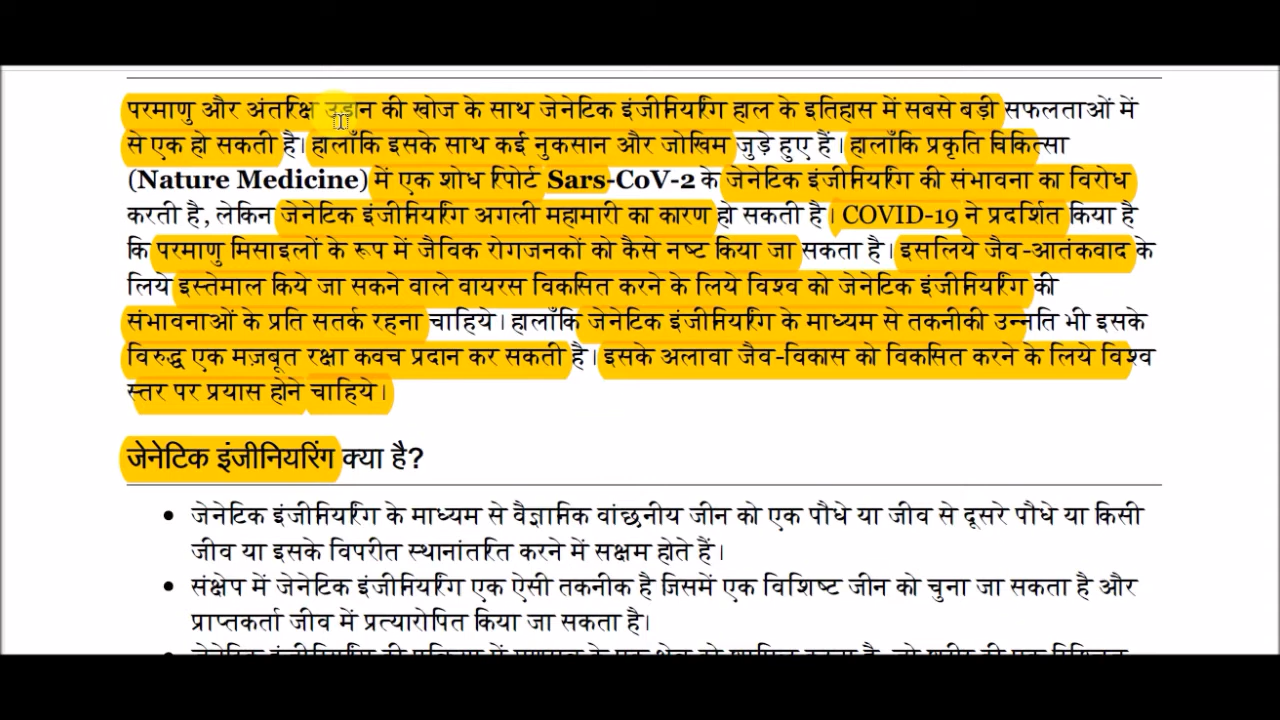 परमाणु और अंतरिक्ष उड़ान की खोज के साथ जेनेटिक इंजीनियरिंग हाल के इतिहास में सबसे बड़ी सफलताओं में
से एक हो सकती है। हालाँकि इसके साथ कई नुकसान और जोखिम जुड़े हुए हैं। हालाँकि प्रकृति चिकित्सा
(Nature Medicine) में एक शोध रिपोर्ट Sars-CoV-2 के जेनेटिक इंजीनियरिंग की संभावना का विरोध
करती है, लेकिन जेनेटिक इंजीनियरिंग अगली महामारी का कारण हो सकती है। COVID-19 ने प्रदर्शित किया है
कि परमाणु मिसाइलों के रूप में जैविक रोगजनकों को कैसे नष्ट किया जा सकता है। इसलिये जैव-आतंकवाद के
लिये इस्तेमाल किये जा सकने वाले वायरस विकसित करने के लिये विश्व को जेनेटिक इंजीनियरिंग की
संभावनाओं के प्रति सतर्क रहना चाहिये। हालाँकि जेनेटिक इंजीनियरिंग के माध्यम से तकनीकी उन्नति भी इसके
विरुद्ध एक मज़बूत रक्षा कवच प्रदान कर सकती है। इसके अलावा जैव-विकास को विकसित करने के लिये विश्व
स्तर पर प्रयास होने चाहिये।
जेनेटिक इंजीनियरिंग क्या है?
• जेनेटिक इंजीनियरिंग के माध्यम से वैज्ञानिक वांछनीय जीन को एक पौधे या जीव से दूसरे पौधे या किसी
जीव या इसके विपरीत स्थानांतरित करने में सक्षम होते हैं।
• संक्षेप में जेनेटिक इंजीनियरिंग एक ऐसी तकनीक है जिसमें एक विशिष्ट जीन को चुना जा सकता है और
प्राप्तकर्ता जीव में प्रत्यारोपित किया जा सकता है।